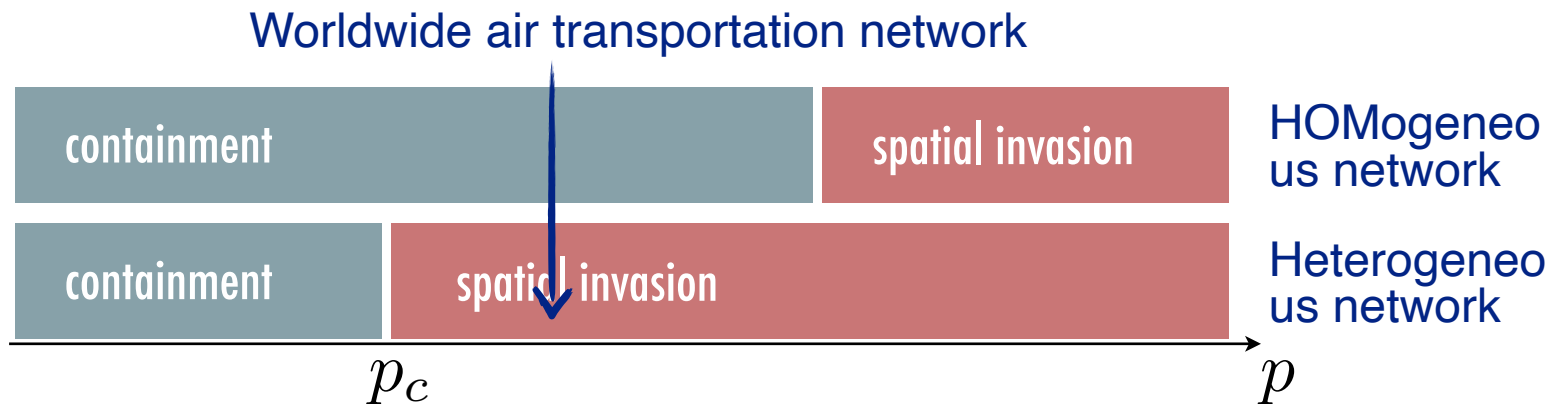 Worldwide air transportation network
containment
spatial invasion
HOMogeneo
us network
containment
spatial invasion
Heterogeneo
us network
p_c
p